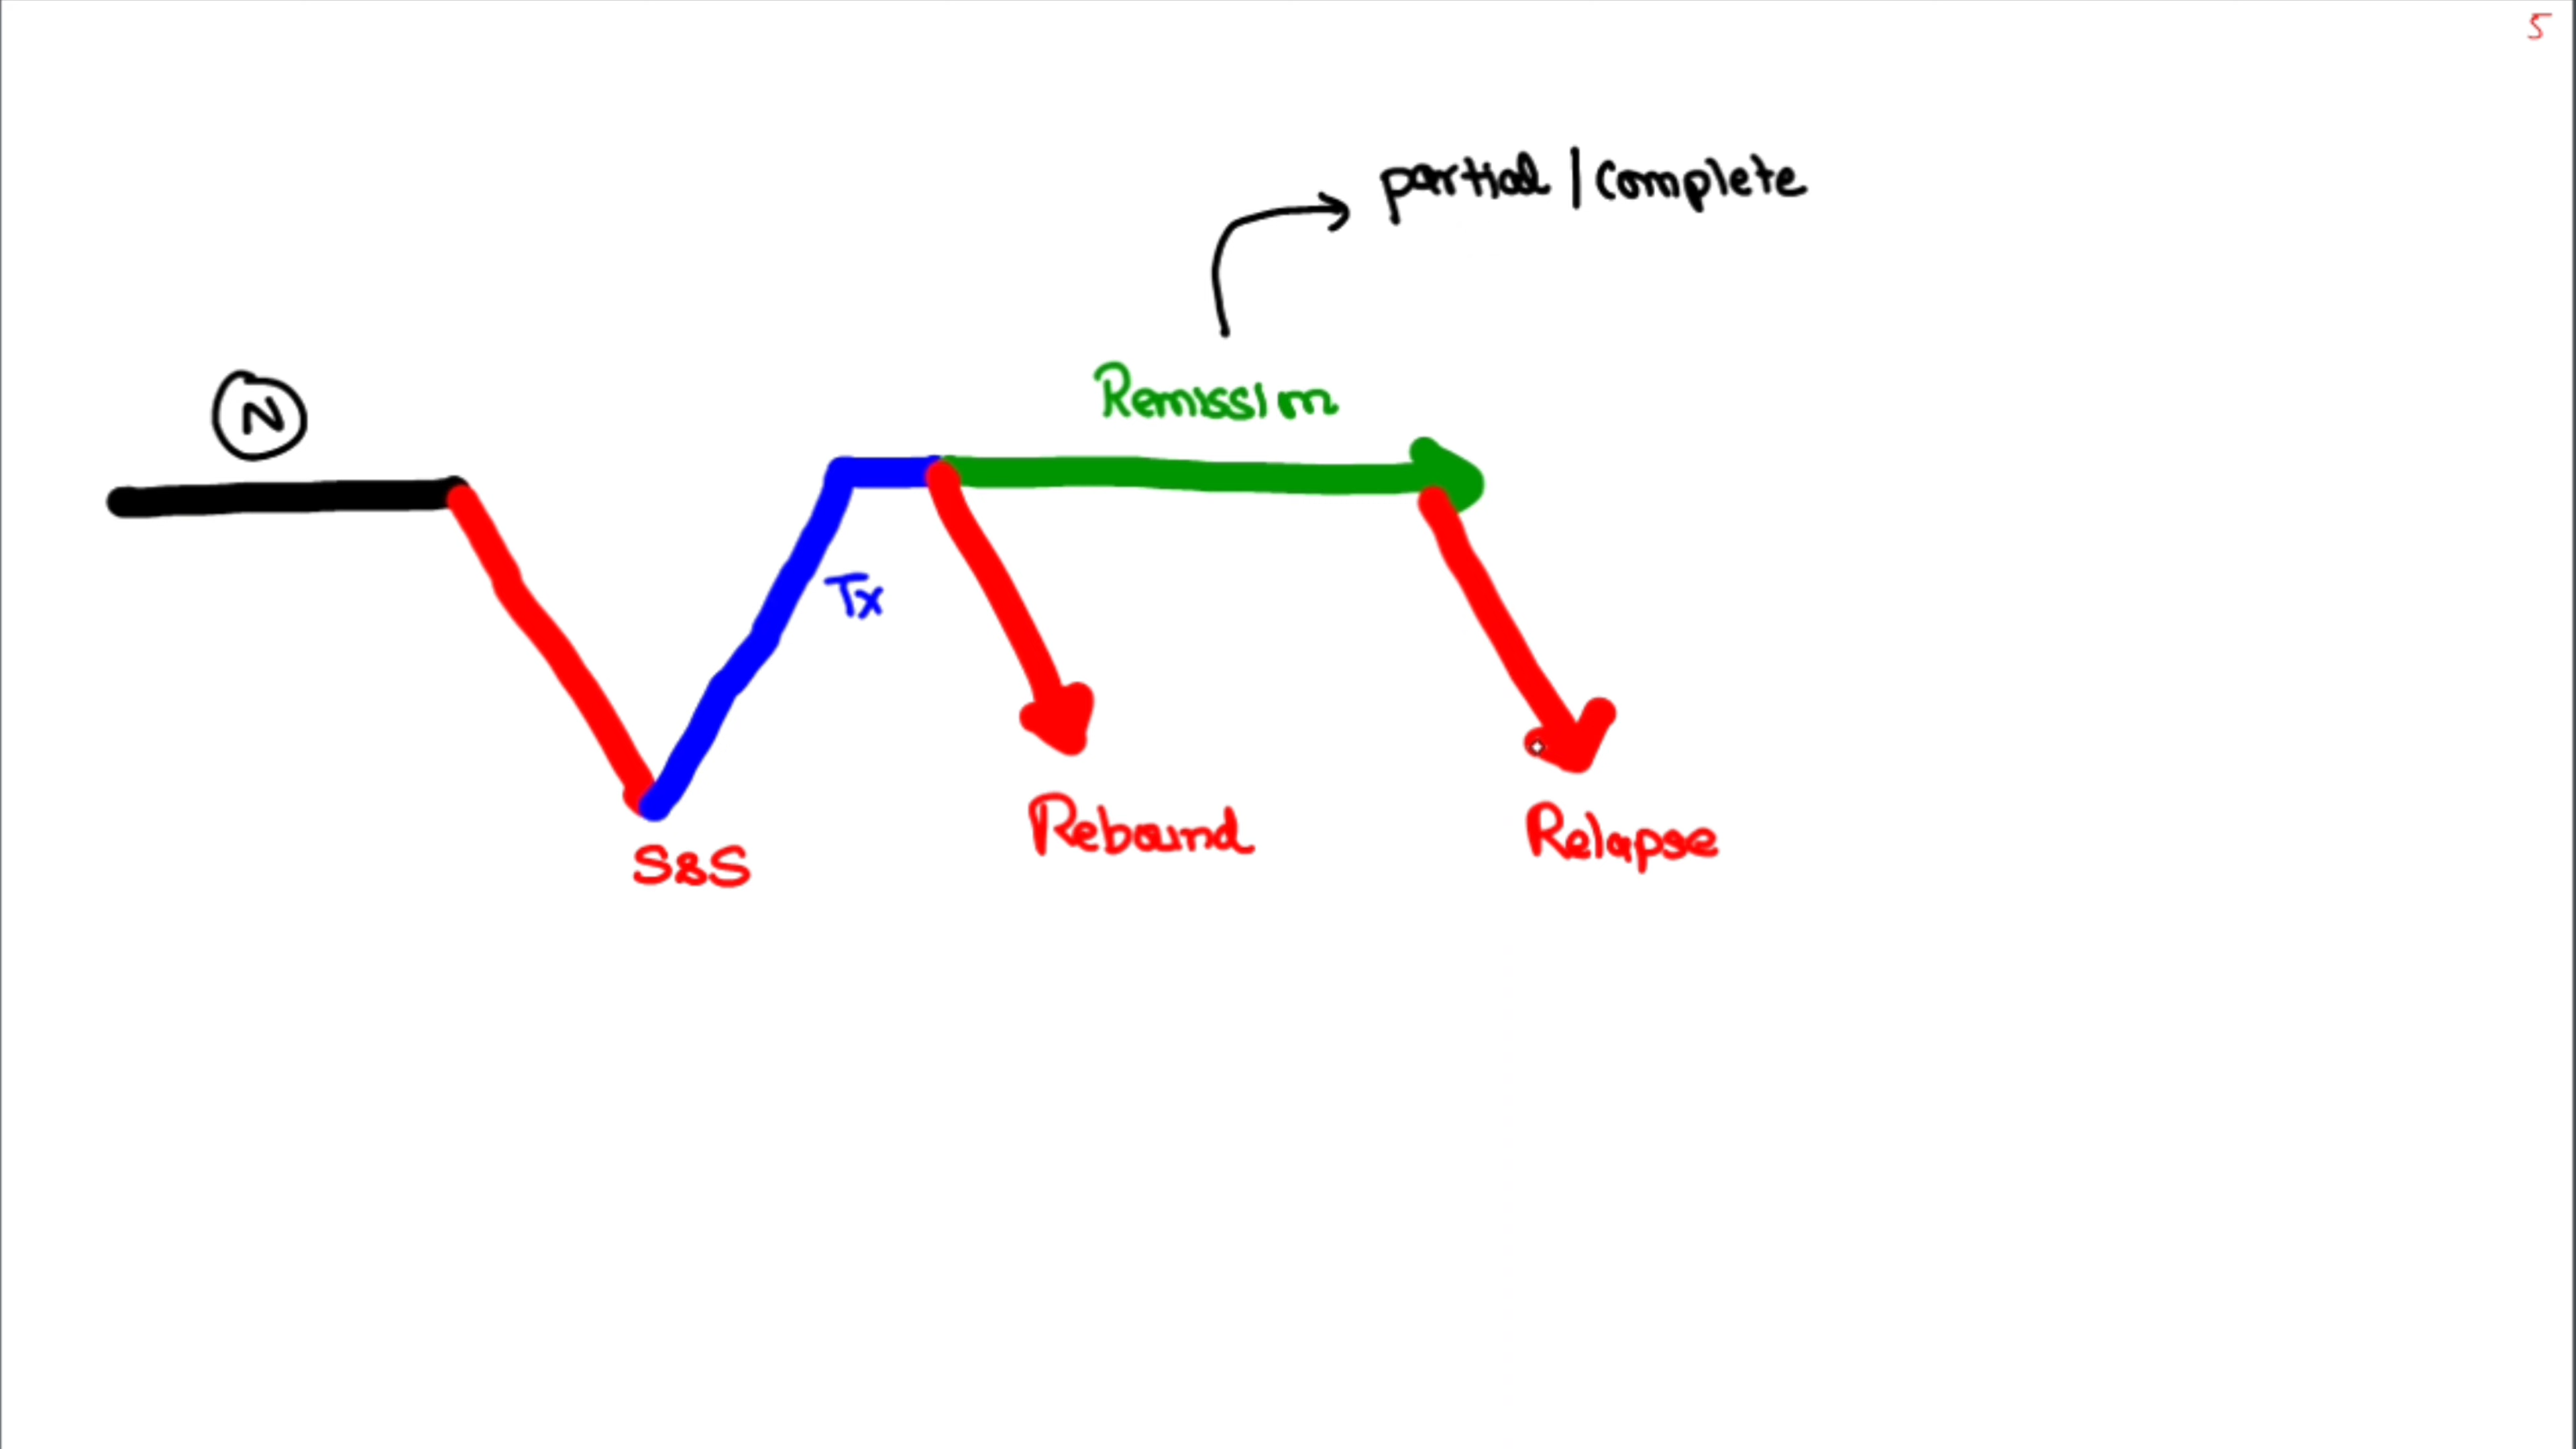 5
partial | complete
Remission
N
Tx
Rebound
Relapse
S&S